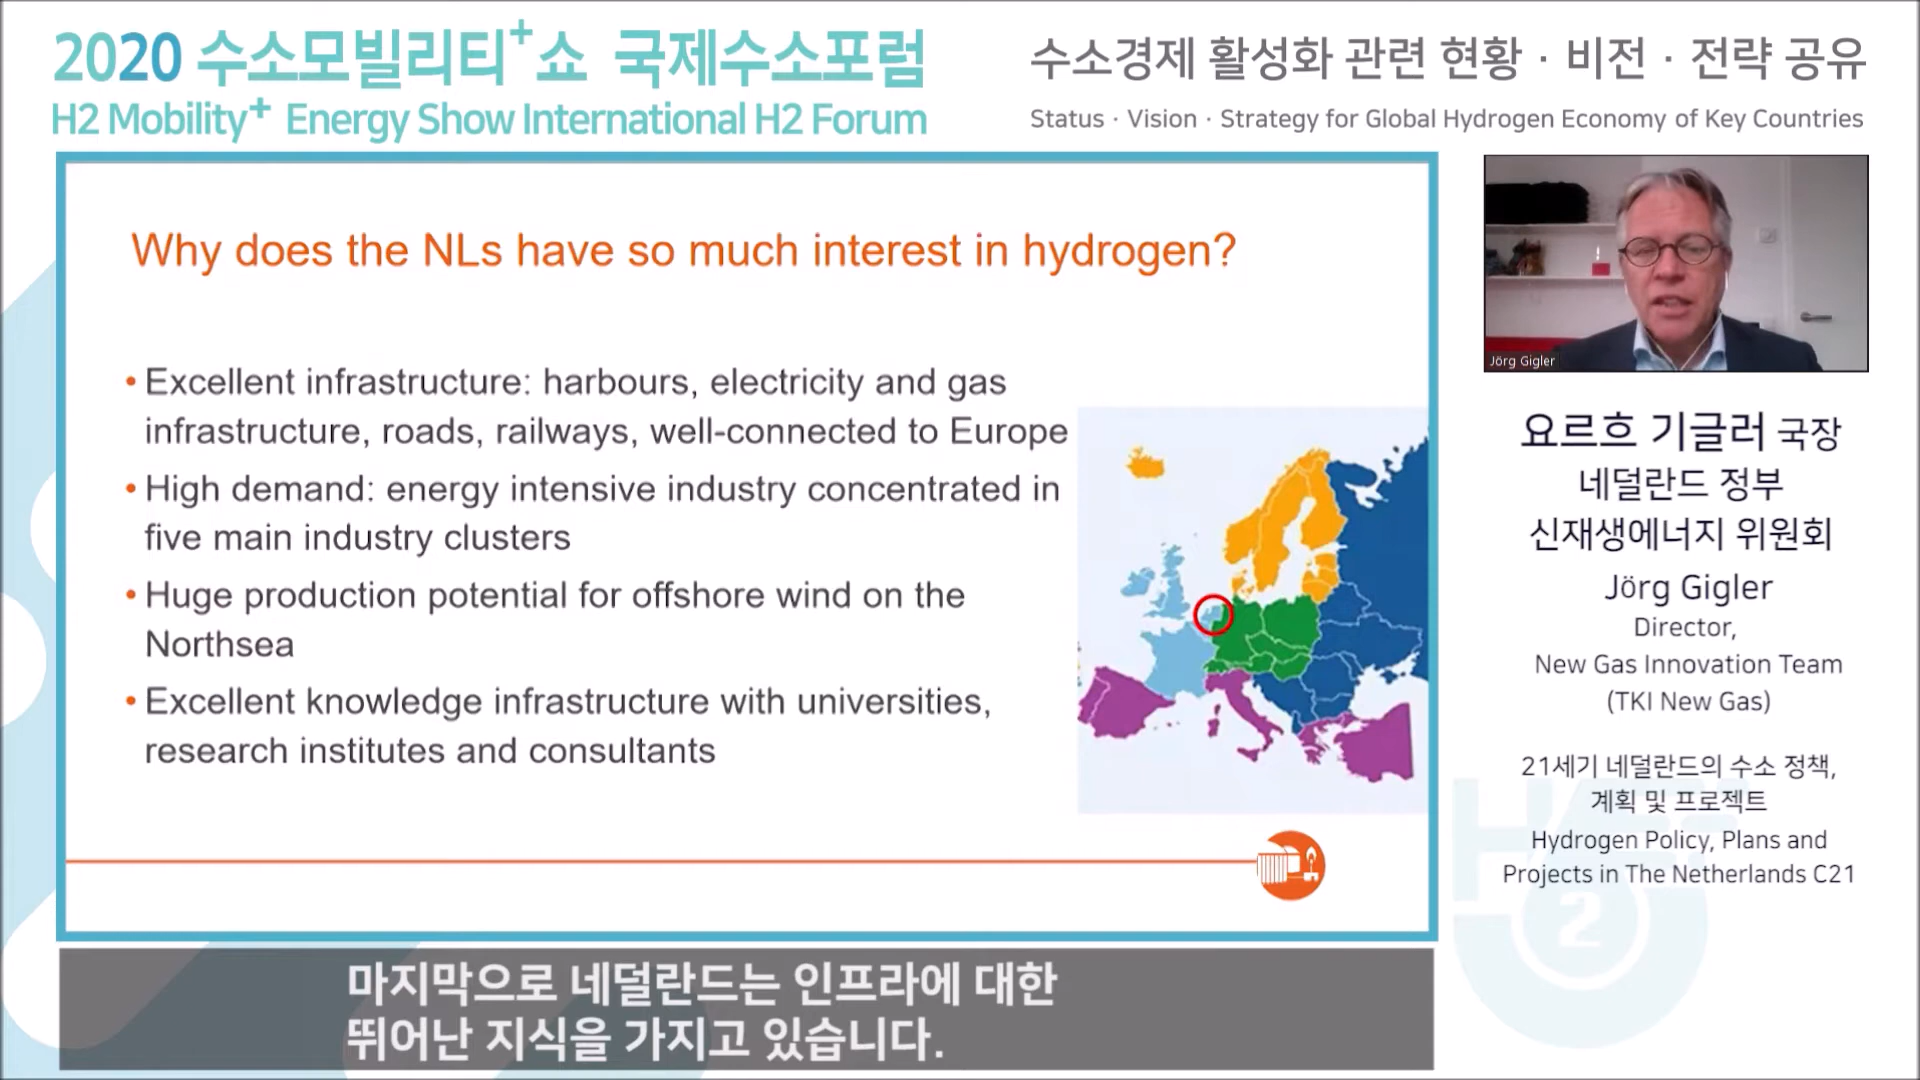 2020 수소모빌리티+쇼 국제수소포럼
H2 Mobility+ Energy Show International H2 Forum
수소경제 활성화 관련 현황 · 비전 · 전략 공유
Status · Vision · Strategy for Global Hydrogen Economy of Key Countries
Why does the NLs have so much interest in hydrogen?
• Excellent infrastructure: harbours, electricity and gas
infrastructure, roads, railways, well-connected to Europe
• High demand: energy intensive industry concentrated in
five main industry clusters
• Huge production potential for offshore wind on the
Northsea
• Excellent knowledge infrastructure with universities,
research institutes and consultants
Jörg Gigler
요르흐 기글러 국장
네덜란드 정부
신재생에너지 위원회
Jörg Gigler
Director,
New Gas Innovation Team
(TKI New Gas)
21세기 네덜란드의 수소 정책,
계획 및 프로젝트
Hydrogen Policy, Plans and
Projects in The Netherlands C21
H
2
마지막으로 네덜란드는 인프라에 대한
뛰어난 지식을 가지고 있습니다.